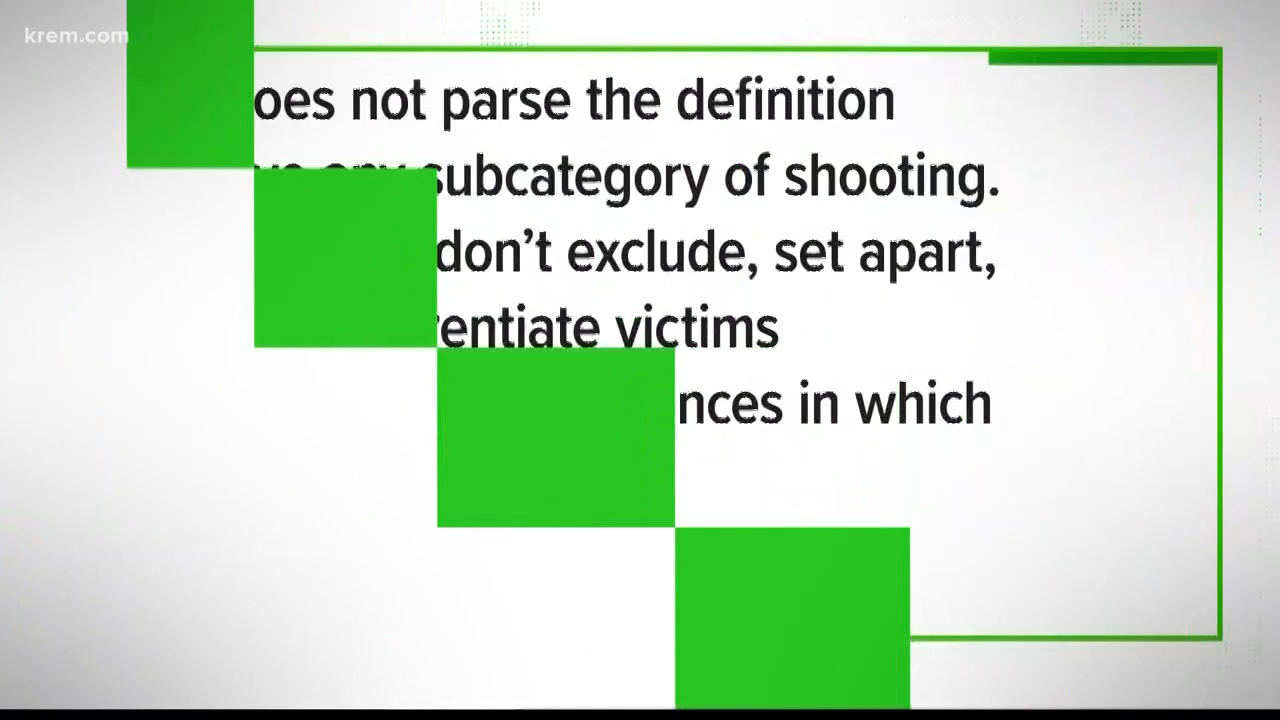 krem.com
oes not parse the definition
subcategory of shooting.
don't exclude, set apart,
rentiate victims
nces in which